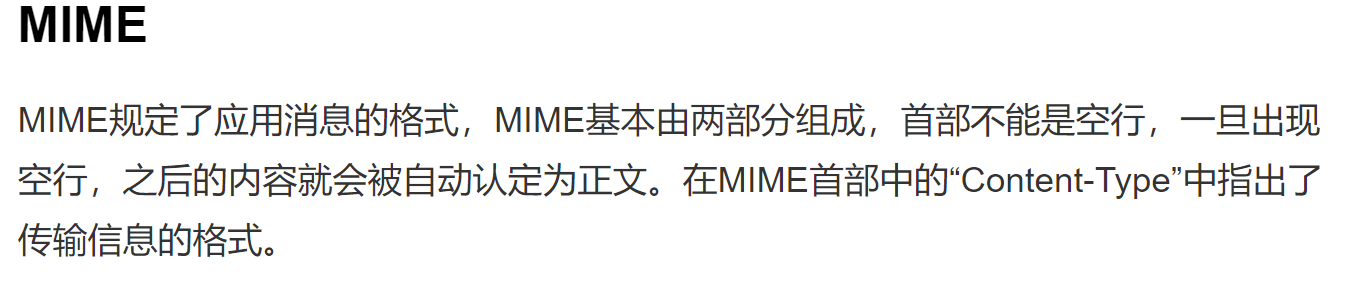 MIME
MIME规定了应用消息的格式，MIME基本由两部分组成，首部不能是空行，一旦出现
空行，之后的内容就会被自动认定为正文。在MIME首部中的“Content-Type”中指出了
传输信息的格式。